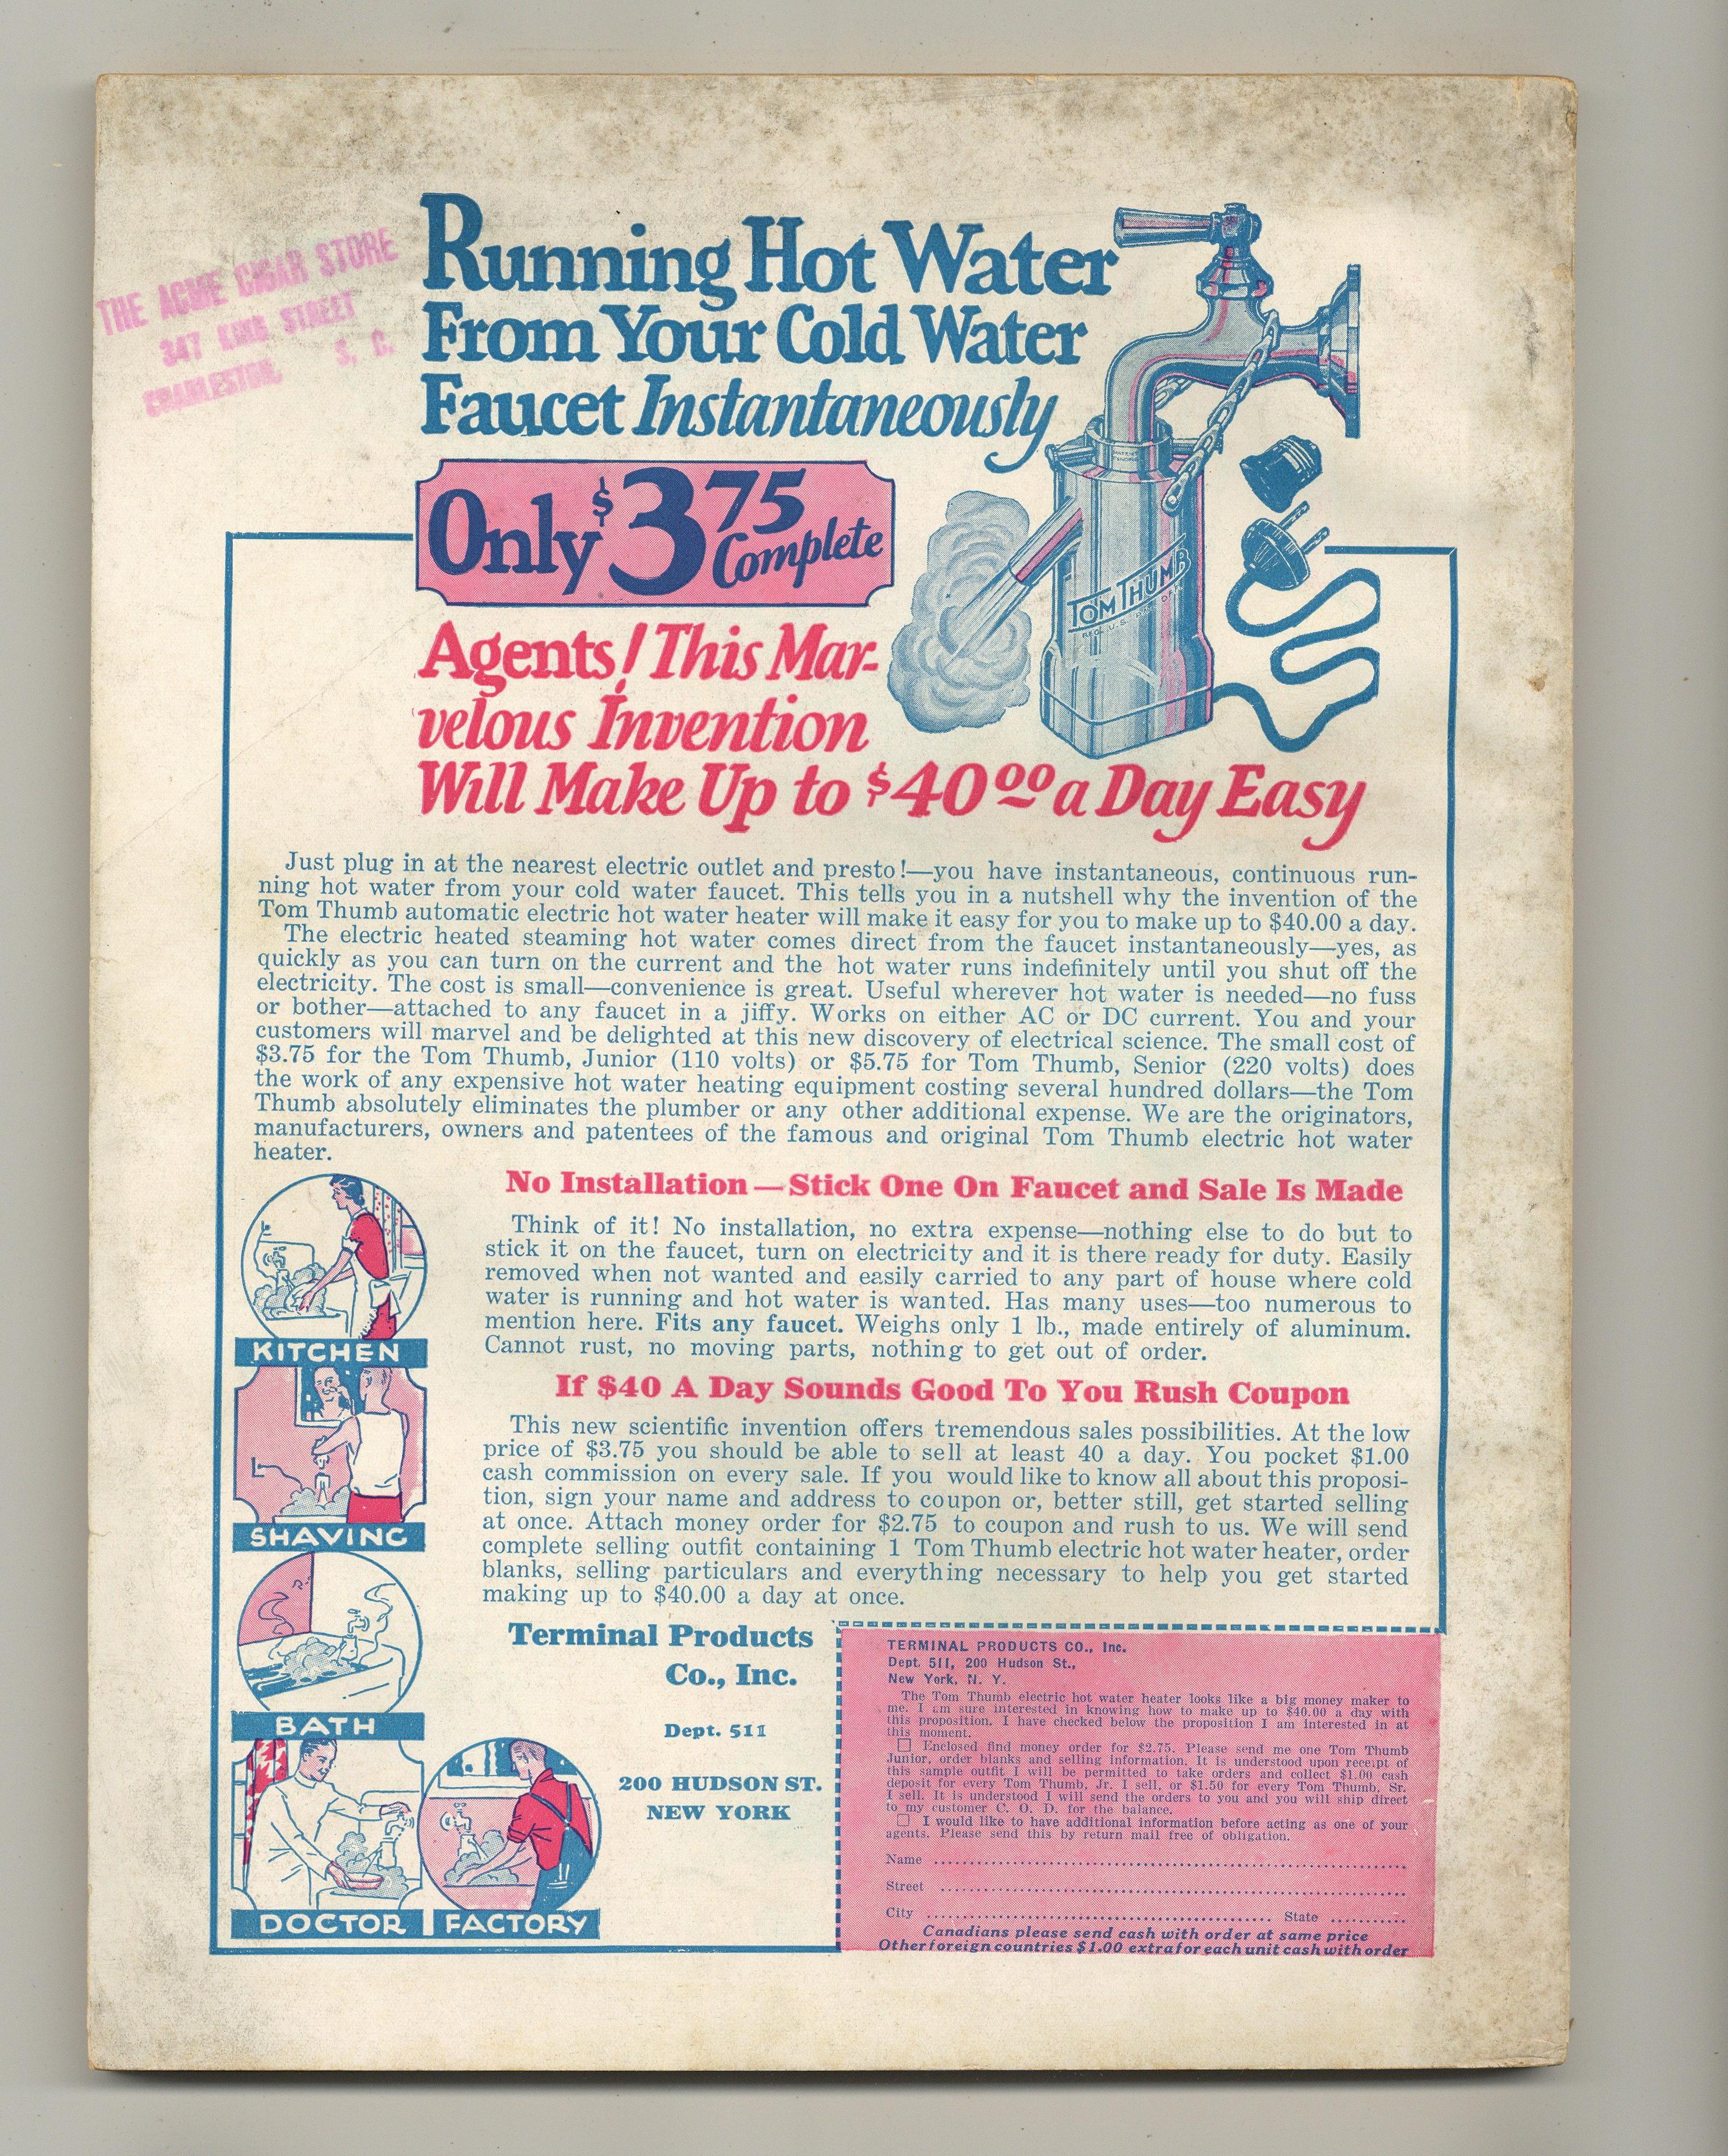 THE ACME CIGAR STORE
347 KING STREET
CHARLESTON, S. C.
Running Hot Water
From Your Cold Water
Faucet Instantaneously
Only $3.75 Complete
TOM THUMB
REG. U.S.
Agents! This Mar-
velous Invention
Will Make Up to $40.00 a Day Easy
Just plug in at the nearest electric outlet and presto!—you have instantaneous, continuous run-
ning hot water from your cold water faucet. This tells you in a nutshell why the invention of the
Tom Thumb automatic electric hot water heater will make it easy for you to make up to $40.00 a day.
The electric heated steaming hot water comes direct from the faucet instantaneously—yes, as
quickly as you can turn on the current and the hot water runs indefinitely until you shut off the
electricity. The cost is small—convenience is great. Useful wherever hot water is needed—no fuss
or bother—attached to any faucet in a jiffy. Works on either AC or DC current. You and your
customers will marvel and be delighted at this new discovery of electrical science. The small cost of
$3.75 for the Tom Thumb, Junior (110 volts) or $5.75 for Tom Thumb, Senior (220 volts) does
the work of any expensive hot water heating equipment costing several hundred dollars—the Tom
Thumb absolutely eliminates the plumber or any other additional expense. We are the originators,
manufacturers, owners and patentees of the famous and original Tom Thumb electric hot water
heater.
No Installation—Stick One On Faucet and Sale Is Made
Think of it! No installation, no extra expense—nothing else to do but to
stick it on the faucet, turn on electricity and it is there ready for duty. Easily
removed when not wanted and easily carried to any part of house where cold
water is running and hot water is wanted. Has many uses—too numerous to
mention here. Fits any faucet. Weighs only 1 lb., made entirely of aluminum.
Cannot rust, no moving parts, nothing to get out of order.
If $40 A Day Sounds Good To You Rush Coupon
This new scientific invention offers tremendous sales possibilities. At the low
price of $3.75 you should be able to sell at least 40 a day. You pocket $1.00
cash commission on every sale. If you would like to know all about this proposi-
tion, sign your name and address to coupon or, better still, get started selling
at once. Attach money order for $2.75 to coupon and rush to us. We will send
complete selling outfit containing 1 Tom Thumb electric hot water heater, order
blanks, selling particulars and everything necessary to help you get started
making up to $40.00 a day at once.
KITCHEN
SHAVING
BATH
DOCTOR
FACTORY
Terminal Products
Co., Inc.
Dept. 511
200 HUDSON ST.
NEW YORK
TERMINAL PRODUCTS CO., Inc.
Dept. 511, 200 Hudson St.,
New York, N. Y.
The Tom Thumb electric hot water heater looks like a big money maker to
me. I am sure interested in knowing how to make up to $40.00 a day with
this proposition. I have checked below the proposition I am interested in at
this moment.
☐ Enclosed find money order for $2.75. Please send me one Tom Thumb
Junior, order blanks and selling information. It is understood upon receipt of
this sample outfit I will be permitted to take orders and collect $1.00 cash
deposit for every Tom Thumb, Jr. I sell, or $1.50 for every Tom Thumb, Sr.
I sell. It is understood I will send the orders to you and you will ship direct
to my customer C. O. D. for the balance.
☐ I would like to have additional information before acting as one of your
agents. Please send this by return mail free of obligation.
Name
Street
City State
Canadians please send cash with order at same price
Other foreign countries $1.00 extra for each unit cash with order